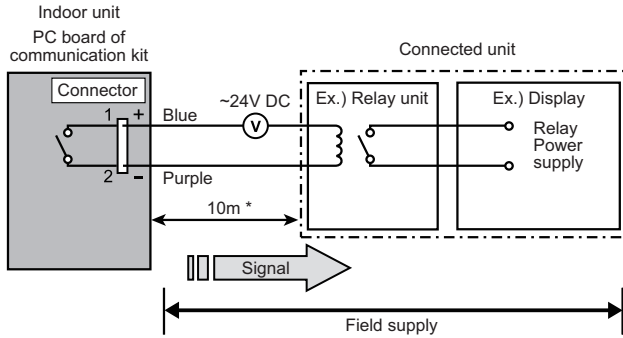 Indoor unit
PC board of
communication kit
Connector
1 +
2 -
Blue
Purple
~24V DC
V
10m *
Signal
Connected unit
Ex.) Relay unit
Ex.) Display
Relay
Power
supply
Field supply